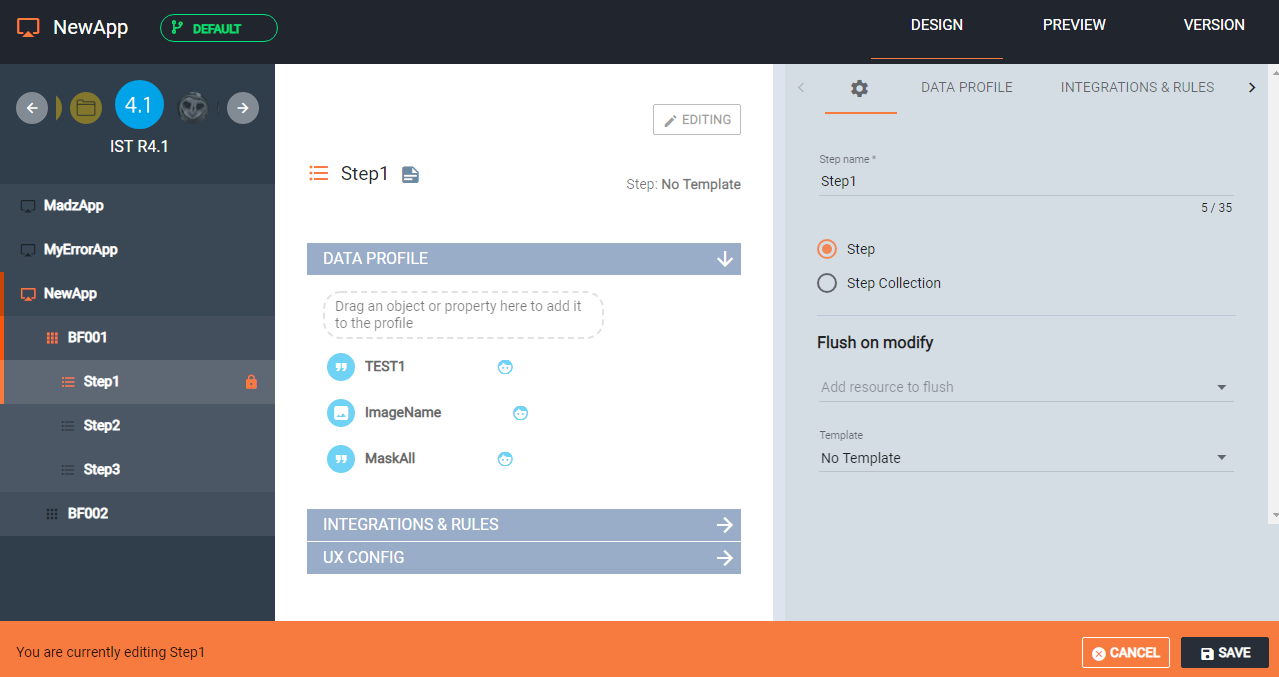 NewApp
DEFAULT
DESIGN
PREVIEW
VERSION
4.1
IST R4.1
MadzApp
MyErrorApp
NewApp
BF001
Step1
Step2
Step3
BF002
EDITING
Step1
Step: No Template
DATA PROFILE
Drag an object or property here to add it
to the profile
TEST1
ImageName
MaskAll
INTEGRATIONS & RULES
UX CONFIG
DATA PROFILE
INTEGRATIONS & RULES
Step name *
Step1
5 / 35
Step
Step Collection
Flush on modify
Add resource to flush
Template
No Template
You are currently editing Step1
CANCEL
SAVE